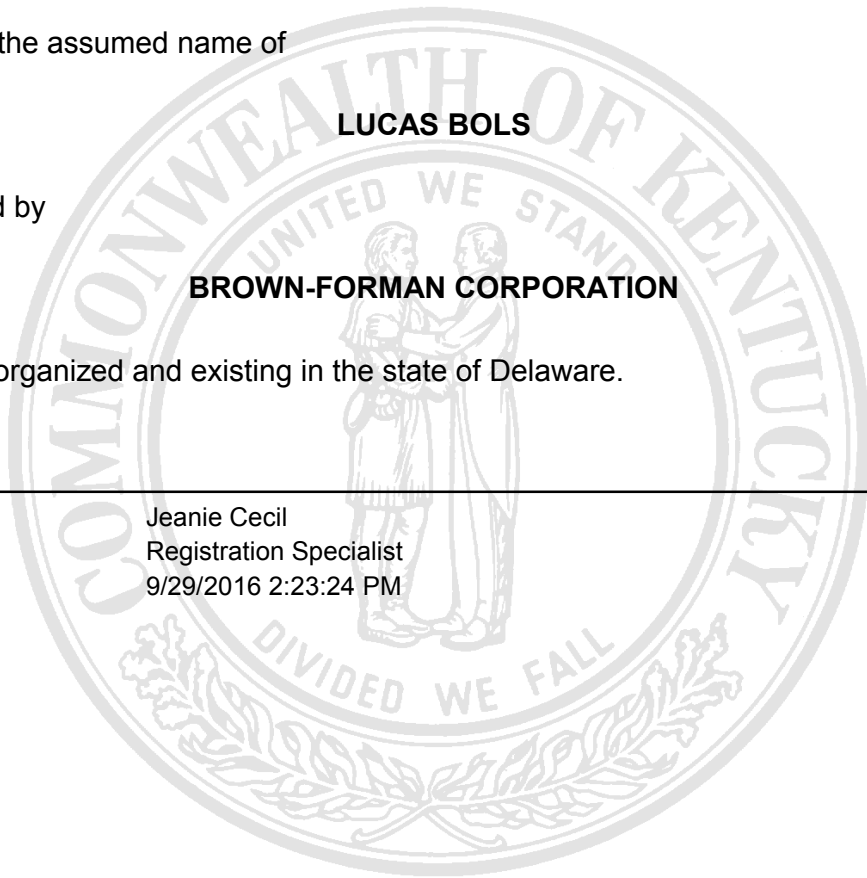 the assumed name of
LUCAS BOLS
d by
BROWN-FORMAN CORPORATION
organized and existing in the state of Delaware.
Jeanie Cecil
Registration Specialist
9/29/2016 2:23:24 PM
COMMONWEALTH OF KENTUCKY
UNITED WE STAND
DIVIDED WE FALL